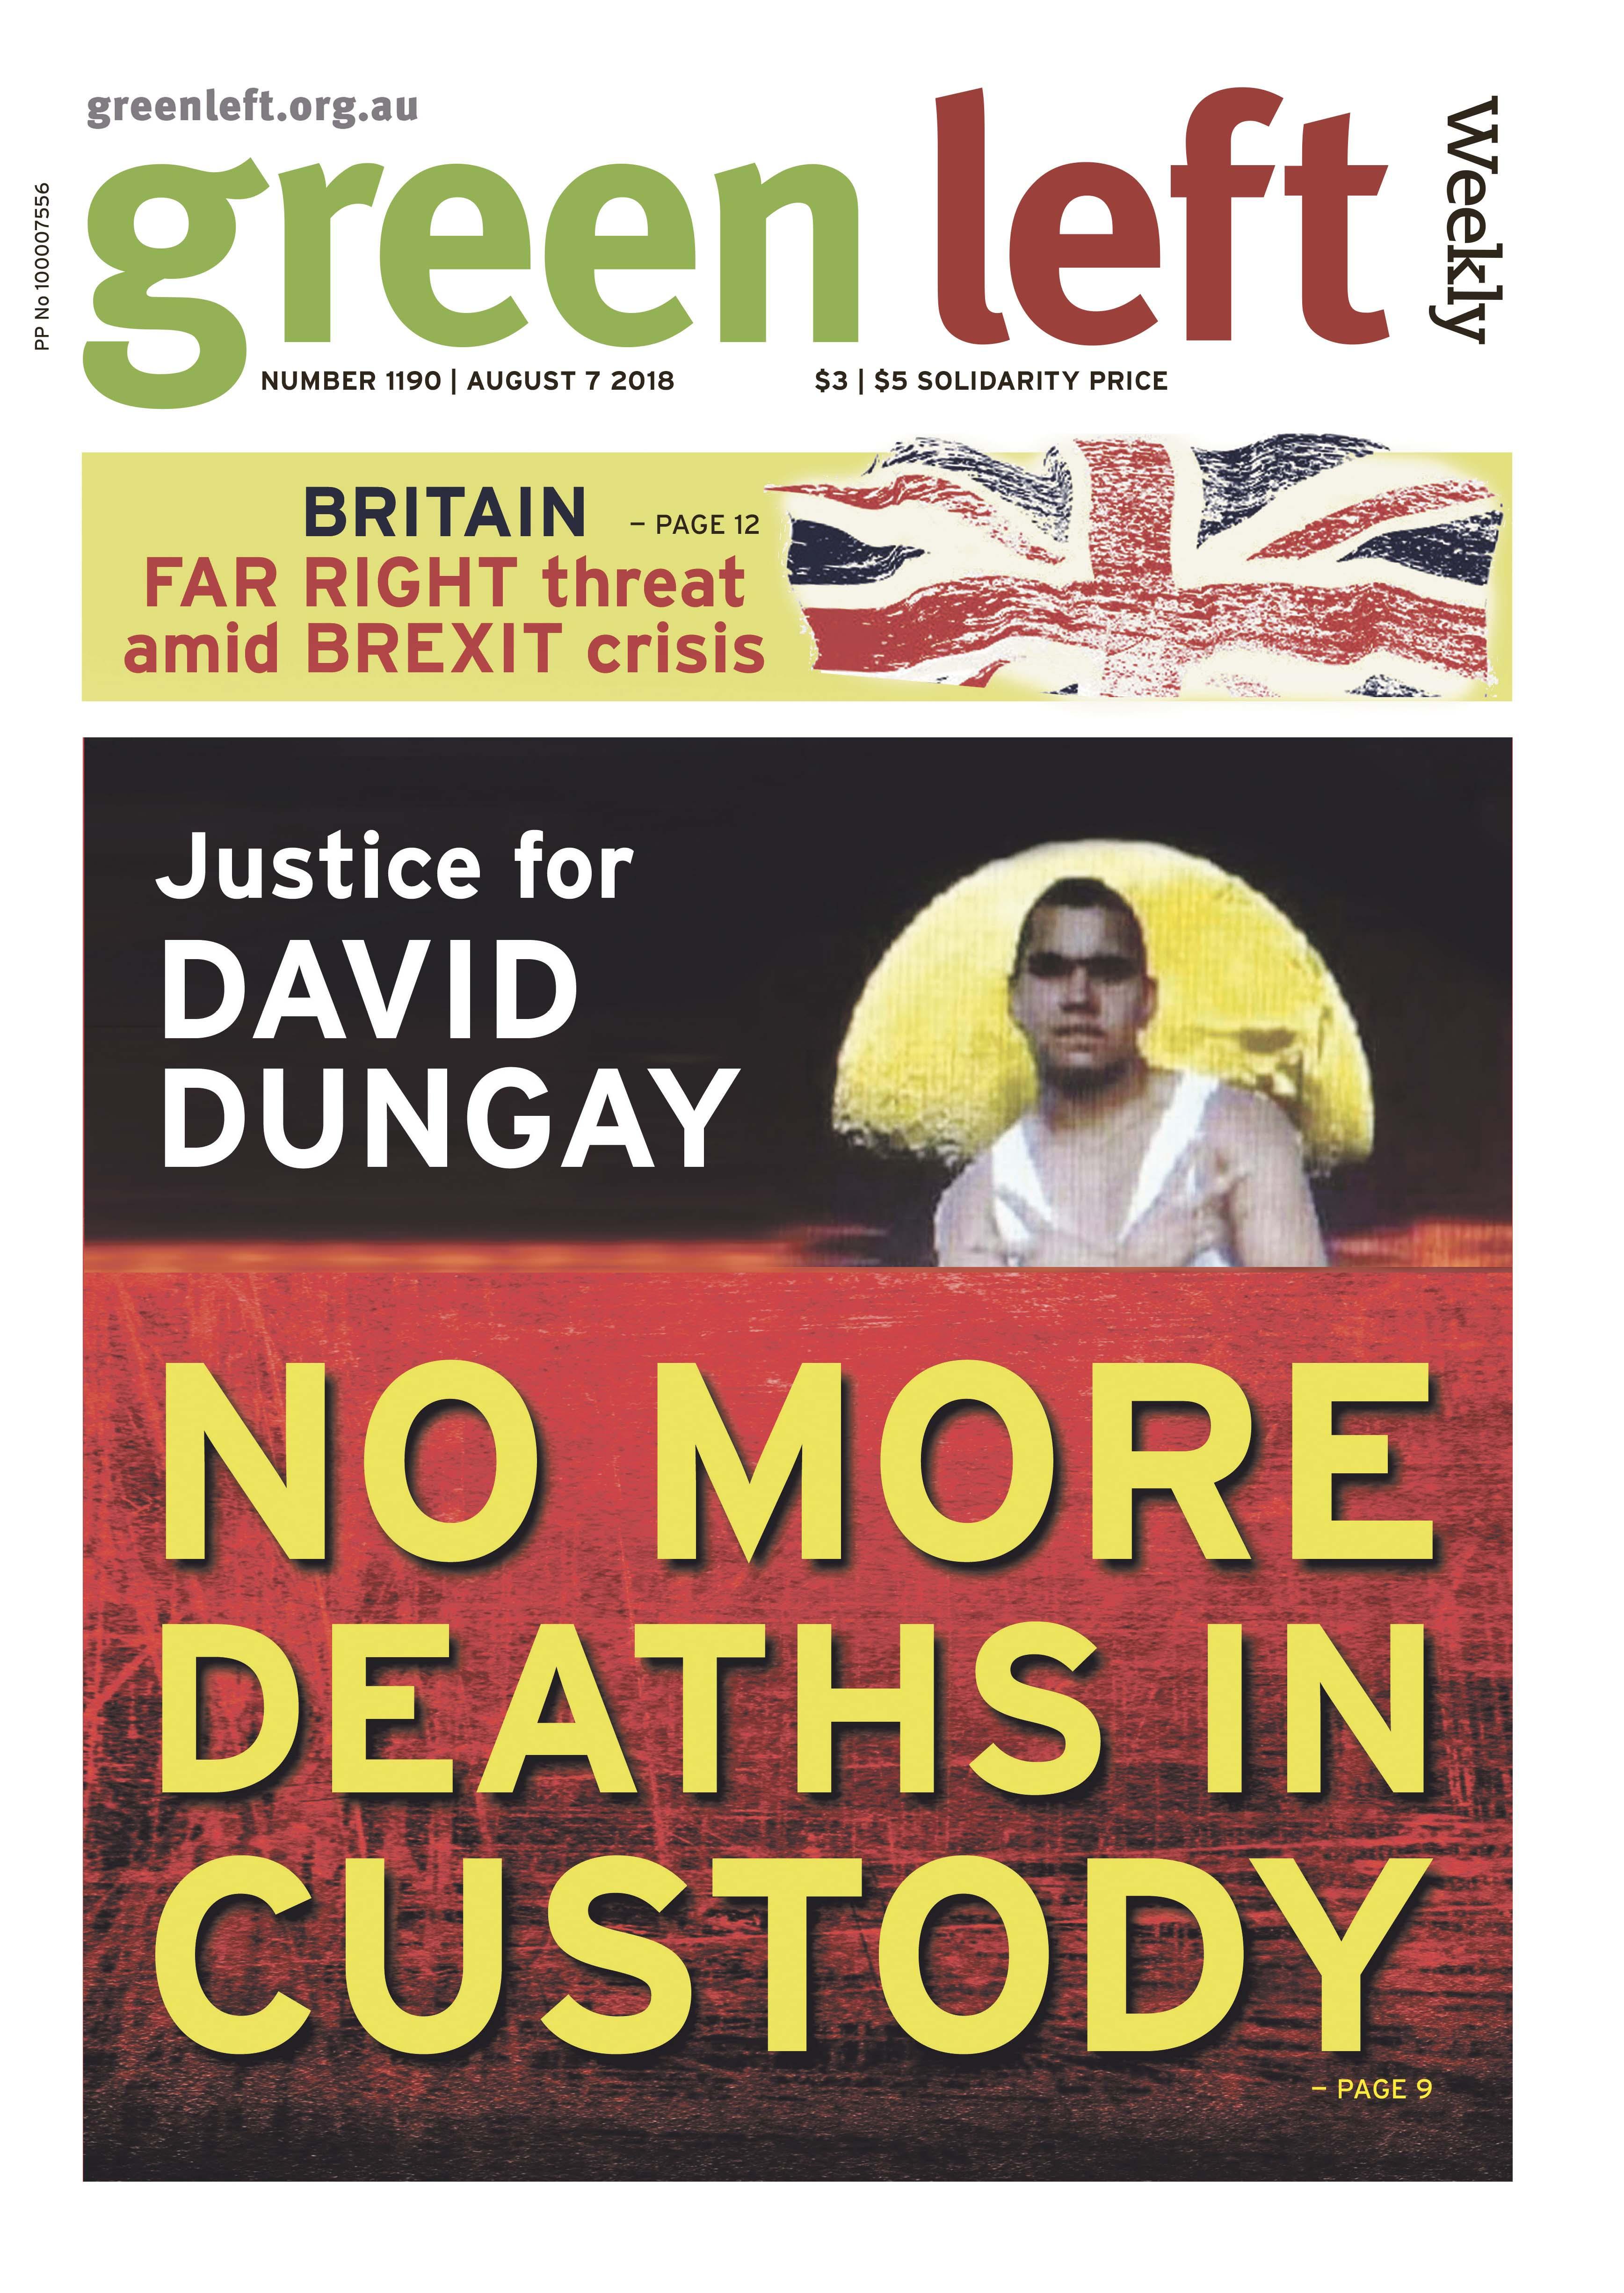 greenleft.org.au
green left Weekly
PP No 100007556
NUMBER 1190 | AUGUST 7 2018 $3 | $5 SOLIDARITY PRICE
BRITAIN – PAGE 12
FAR RIGHT threat
amid BREXIT crisis
Justice for
DAVID
DUNGAY
NO MORE
DEATHS IN
CUSTODY
– PAGE 9